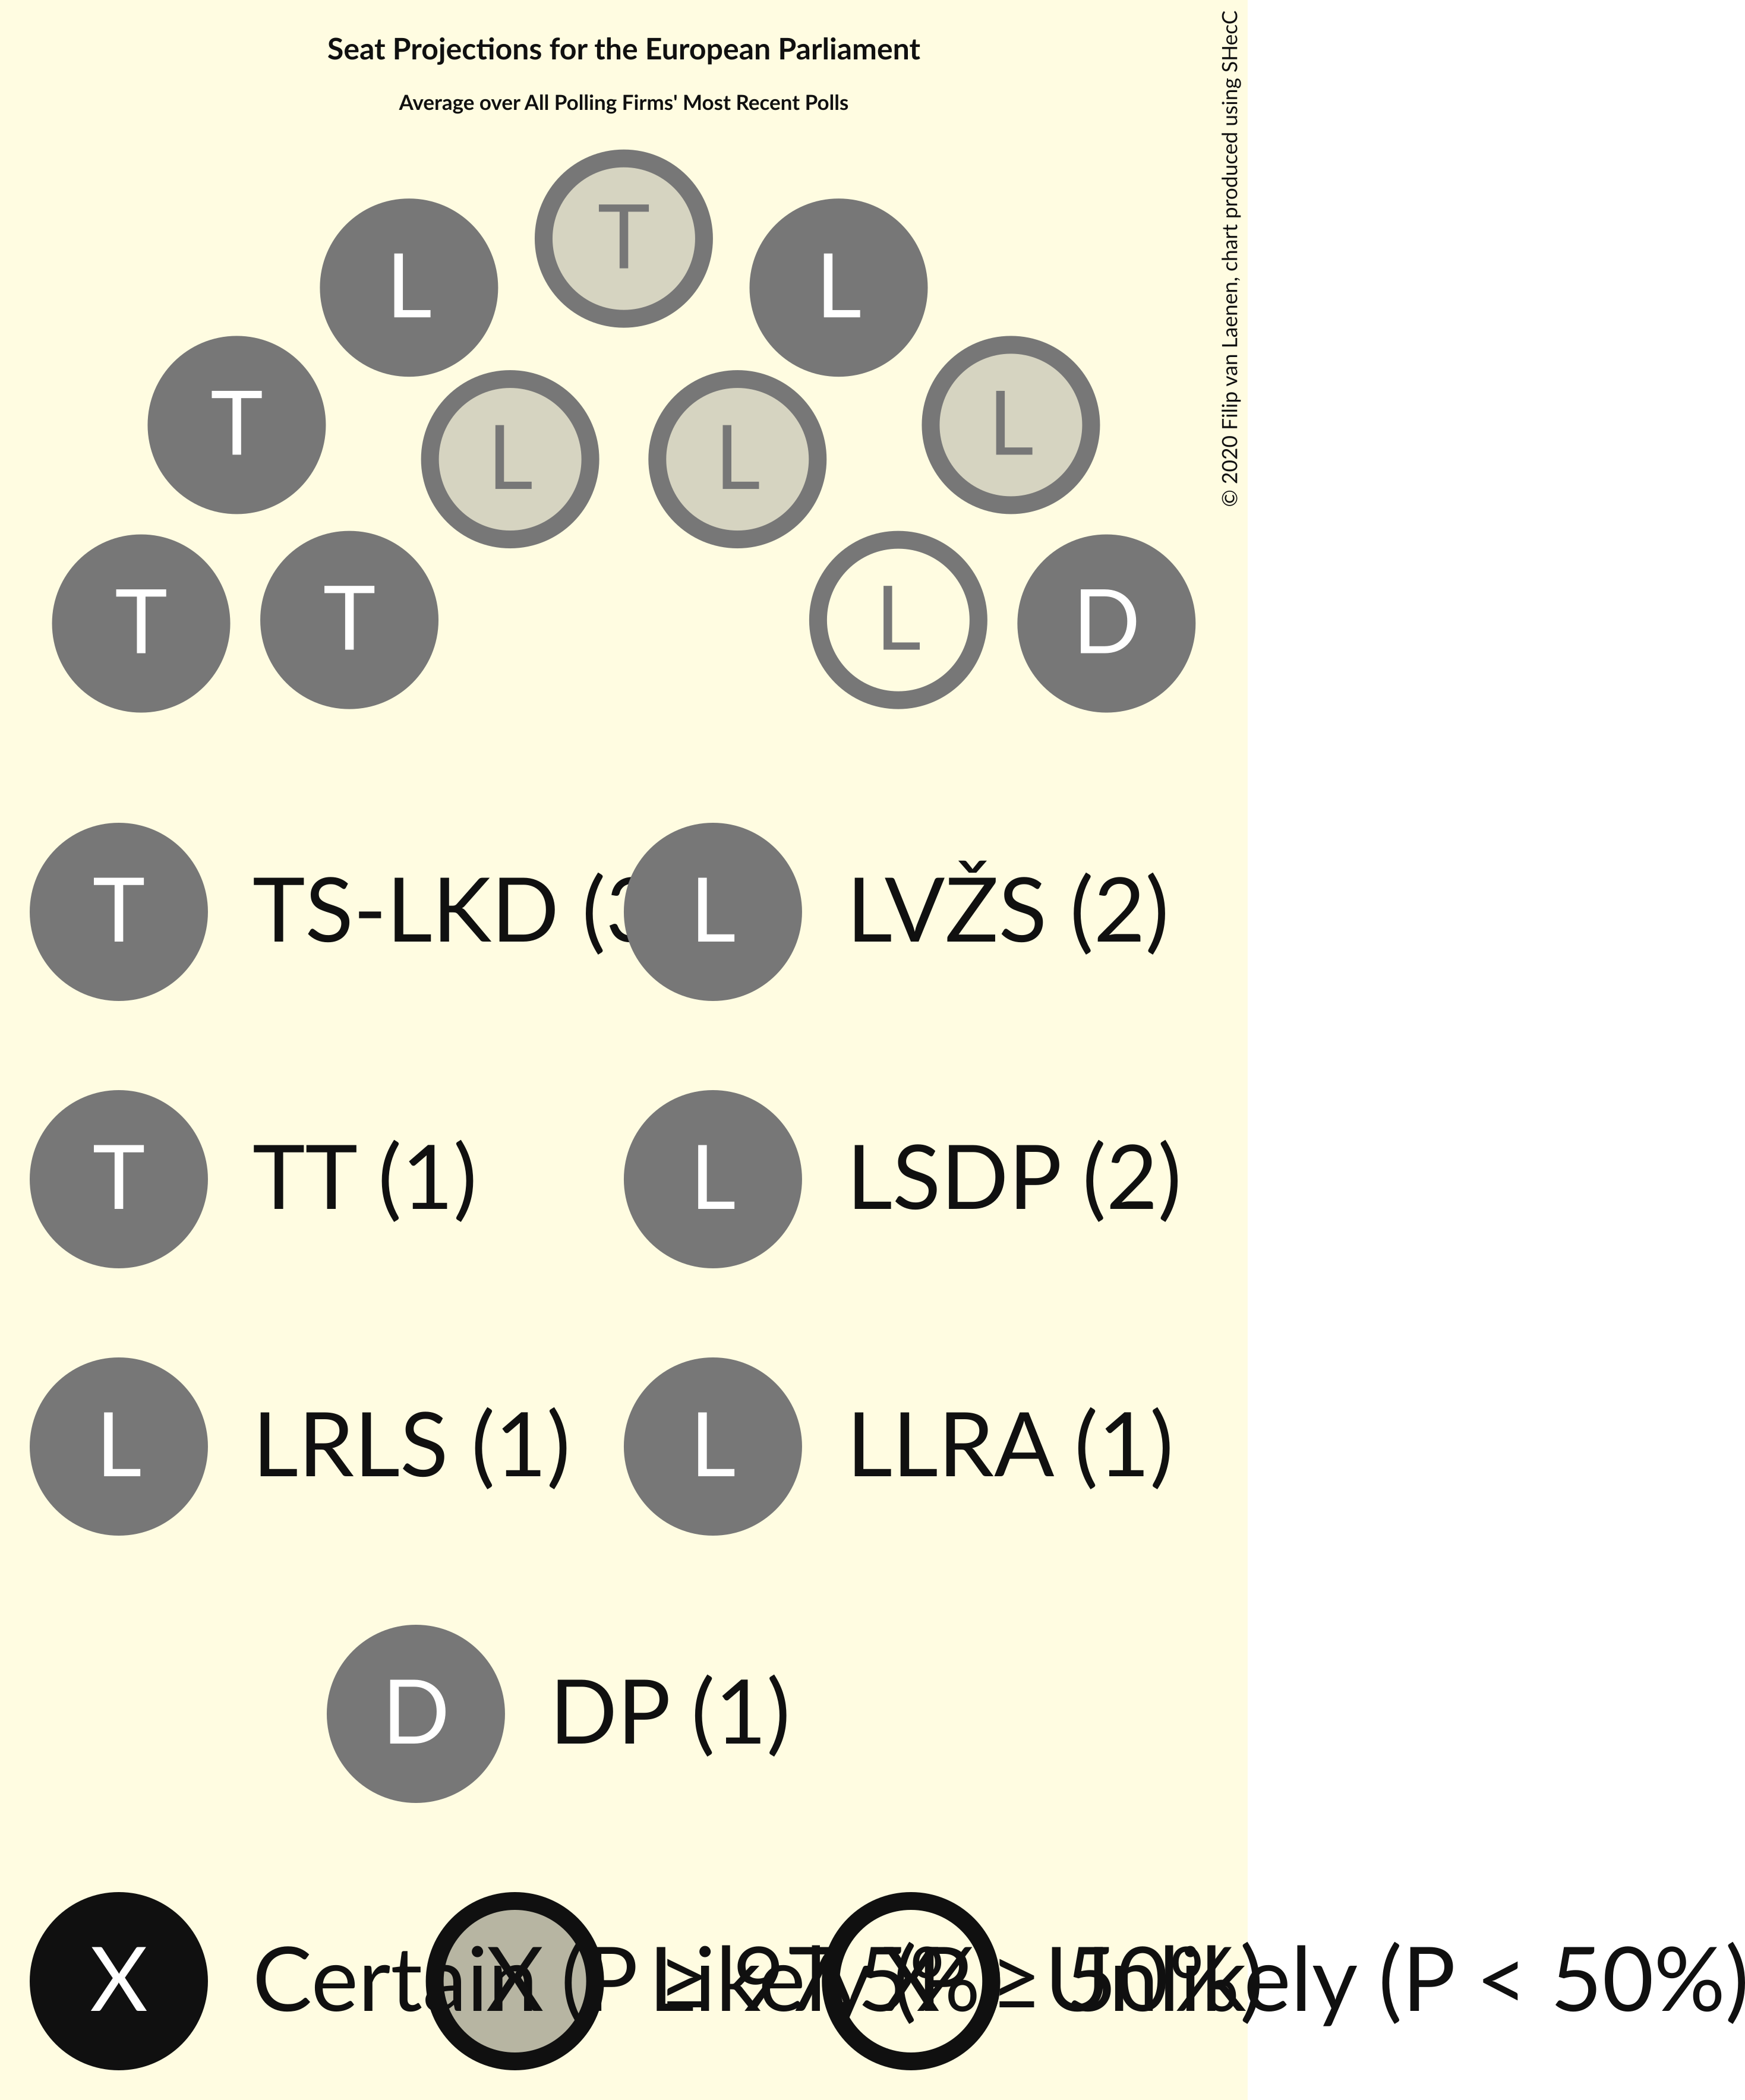 Seat Projections for the European Parliament
Average over All Polling Firms' Most Recent Polls
© 2020 Filip van Laenen, chart produced using SHecC
T
L
L
T
L
L
L
L
T
T
L
D
T TS-LKD (3
L LVŽS (2)
T TT (1)
L LSDP (2)
L LRLS (1)
L LLRA (1)
D DP (1)
X Certain (P ≥ 97.5%)
X Likely (P ≥ 50%)
X Unlikely (P < 50%)